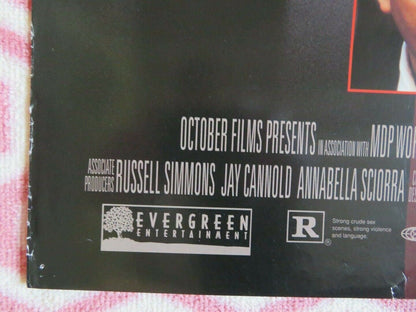 OCTOBER FILMS PRESENTS IN ASSOCIATION WITH MDP WOR
ASSOCIATE PRODUCERS RUSSELL SIMMONS JAY CANNOLD ANNABELLA SCIORRA
EVERGREEN
ENTERTAINMENT
R
Strong crude sex
scenes, strong violence
and language.
®